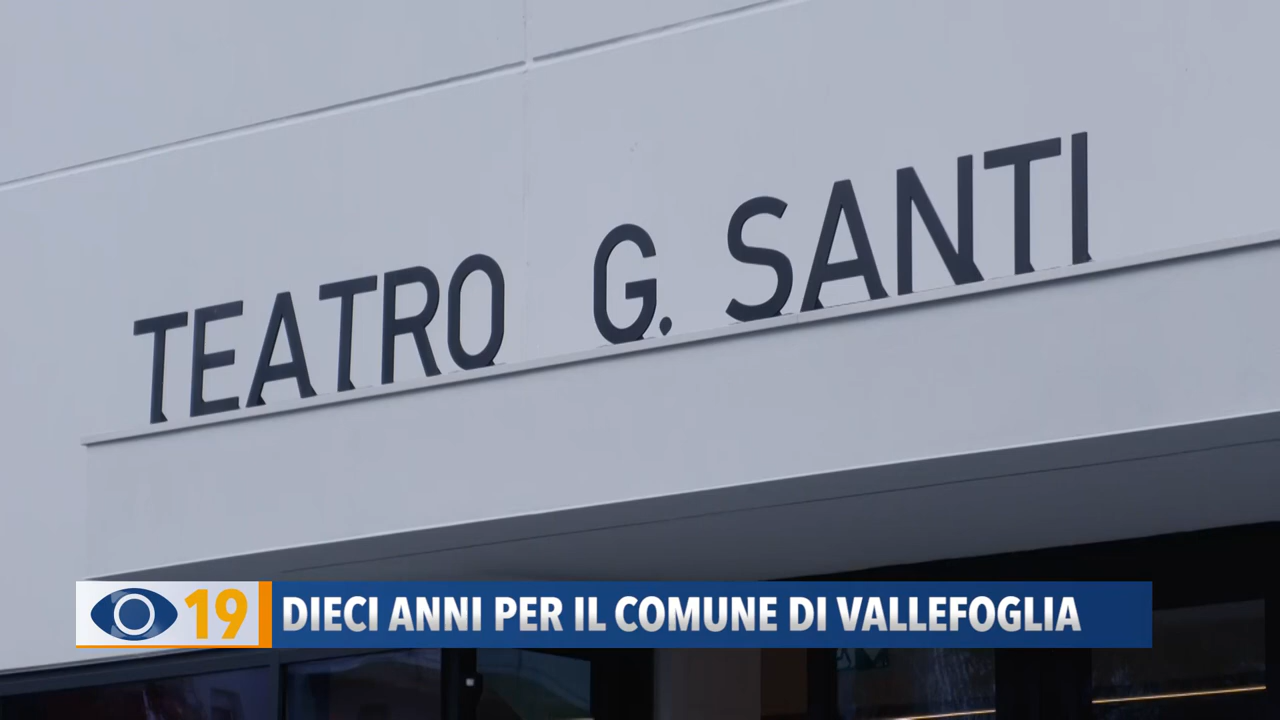 TEATRO G. SANTI
19 DIECI ANNI PER IL COMUNE DI VALLEFOGLIA